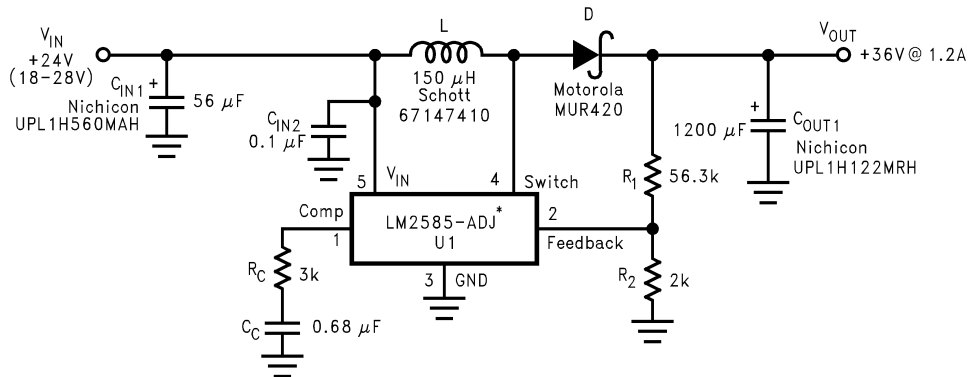 V_IN
+24V
(18-28V)
C_IN1 +
Nichicon
UPL1H560MAH
56 μF
C_IN2
0.1 μF
L
150 μH
Schott
67147410
D
Motorola
MUR420
V_OUT
+36V @ 1.2A
+
1200 μF
C_OUT1
Nichicon
UPL1H122MRH
R_1
56.3k
5
V_IN
4
Switch
Comp
1
LM2585-ADJ*
U1
2
Feedback
3
GND
R_C
3k
C_C
0.68 μF
R_2
2k